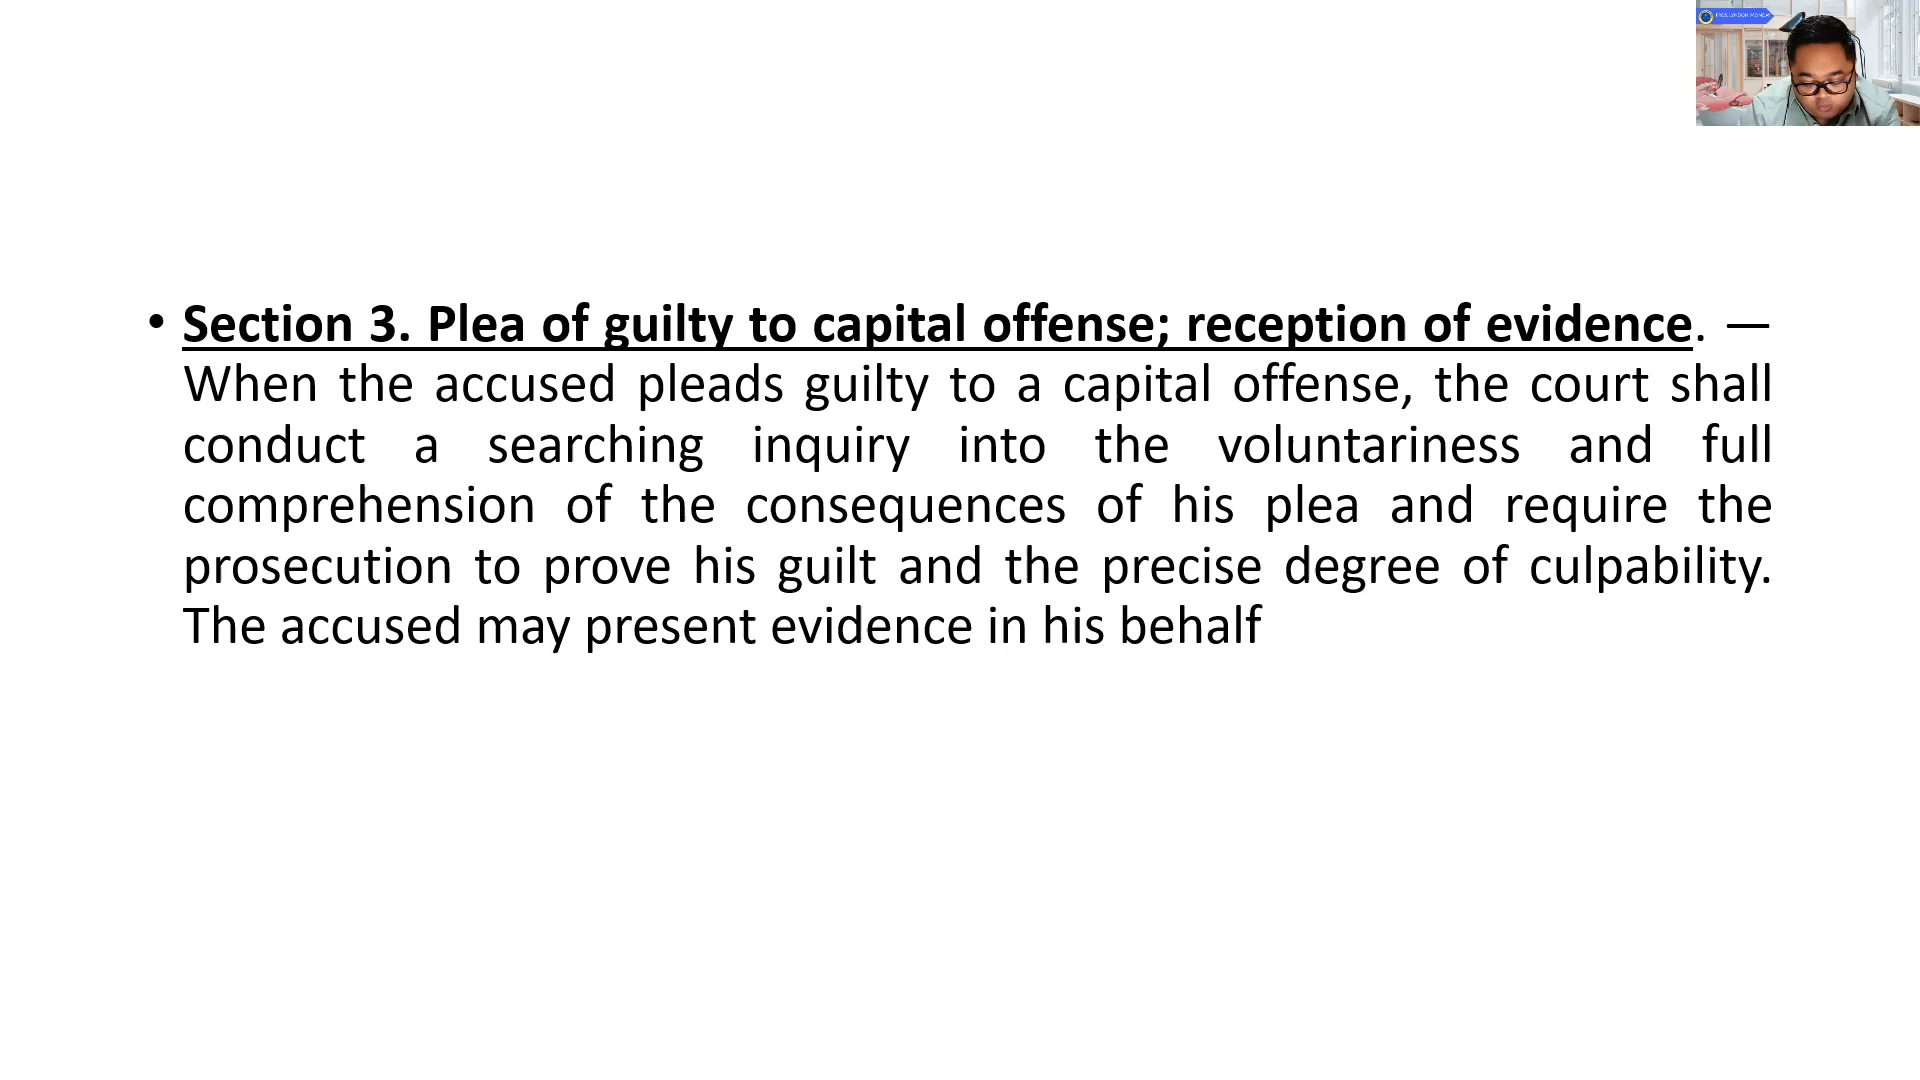 • Section 3. Plea of guilty to capital offense; reception of evidence. —
When the accused pleads guilty to a capital offense, the court shall
conduct a searching inquiry into the voluntariness and full
comprehension of the consequences of his plea and require the
prosecution to prove his guilt and the precise degree of culpability.
The accused may present evidence in his behalf